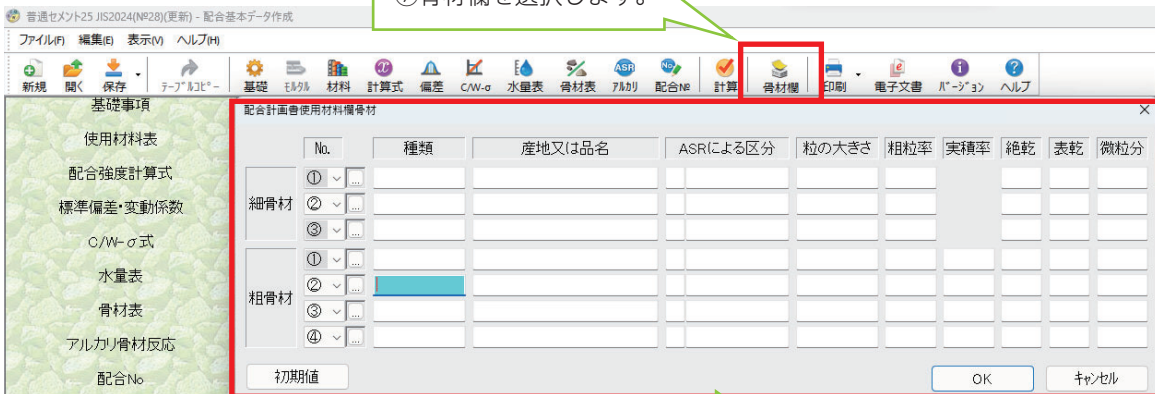 ⑦骨材欄を選択します。
普通セメント25 JIS2024(Nº28)(更新) - 配合基本データ作成
ファイル(F) 編集(E) 表示(V) ヘルプ(H)
新規 開く 保存 テーブルコピー 基礎 モルタル 材料 計算式 偏差 C/W-σ 水量表 骨材表 アルカリ 配合№ 計算 骨材欄 印刷 電子文書 バージョン ヘルプ
基礎事項
使用材料表
配合強度計算式
標準偏差・変動係数
C/W-σ式
水量表
骨材表
アルカリ骨材反応
配合No
配合計画書使用材料欄骨材
No. 種類 産地又は品名 ASRによる区分 粒の大きさ 粗粒率 実積率 絶乾 表乾 微粒分
細骨材
① ...
② ...
③ ...
粗骨材
① ...
② ...
③ ...
④ ...
初期値 OK キャンセル